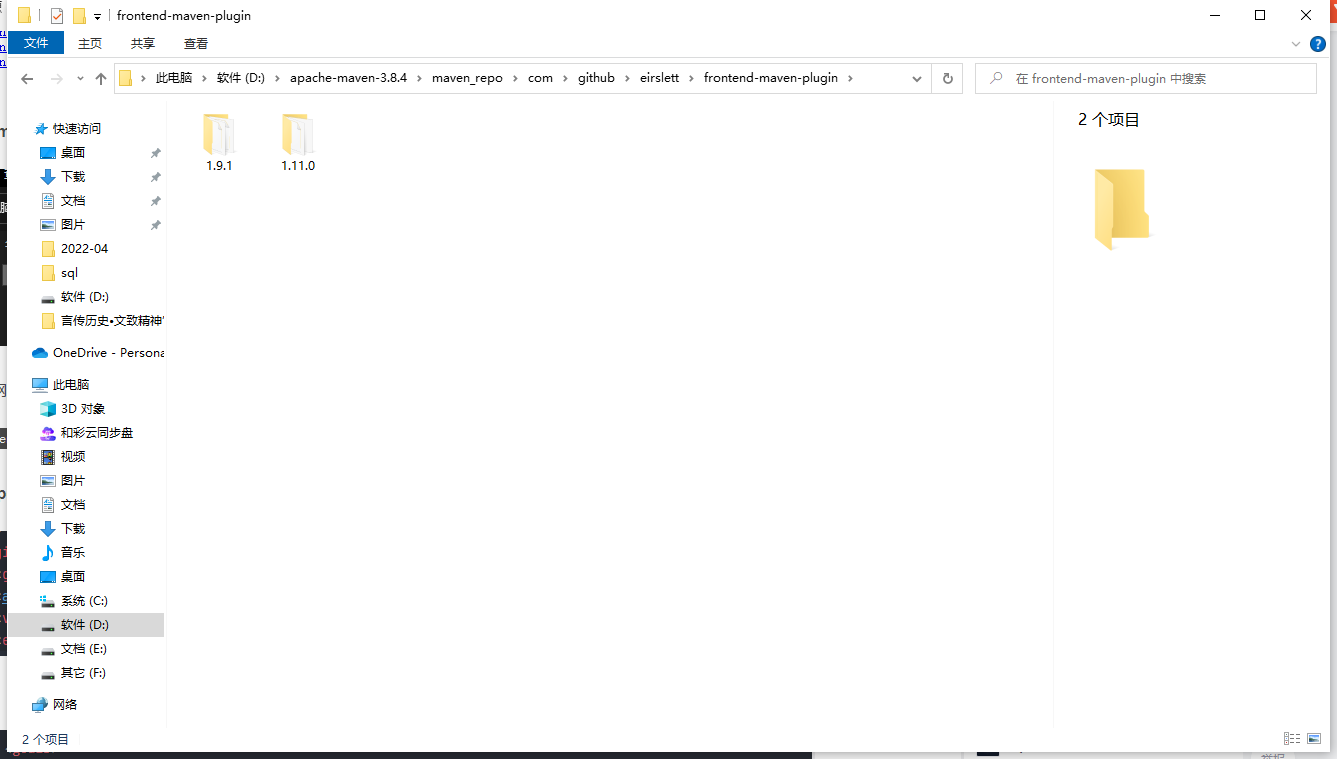 frontend-maven-plugin
文件 主页 共享 查看
此电脑 软件 (D:) apache-maven-3.8.4 maven_repo com github eirslett frontend-maven-plugin
在 frontend-maven-plugin 中搜索
快速访问
桌面
下载
文档
图片
2022-04
sql
软件 (D:)
言传历史•文致精神
OneDrive - Persona
此电脑
3D 对象
和彩云同步盘
视频
图片
文档
下载
音乐
桌面
系统 (C:)
软件 (D:)
文档 (E:)
其它 (F:)
网络
1.9.1
1.11.0
2 个项目
2 个项目